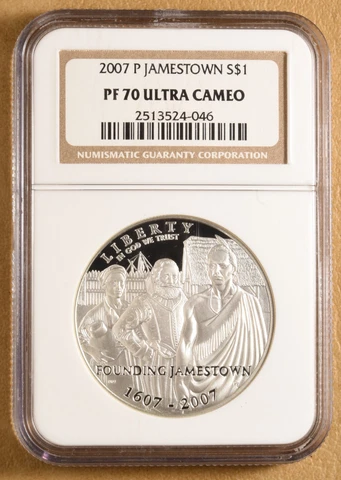 2007 P JAMESTOWN S$1
PF 70 ULTRA CAMEO
2513524-046
NUMISMATIC GUARANTY CORPORATION
LIBERTY
IN GOD WE TRUST
FOUNDING JAMESTOWN
1607 - 2007